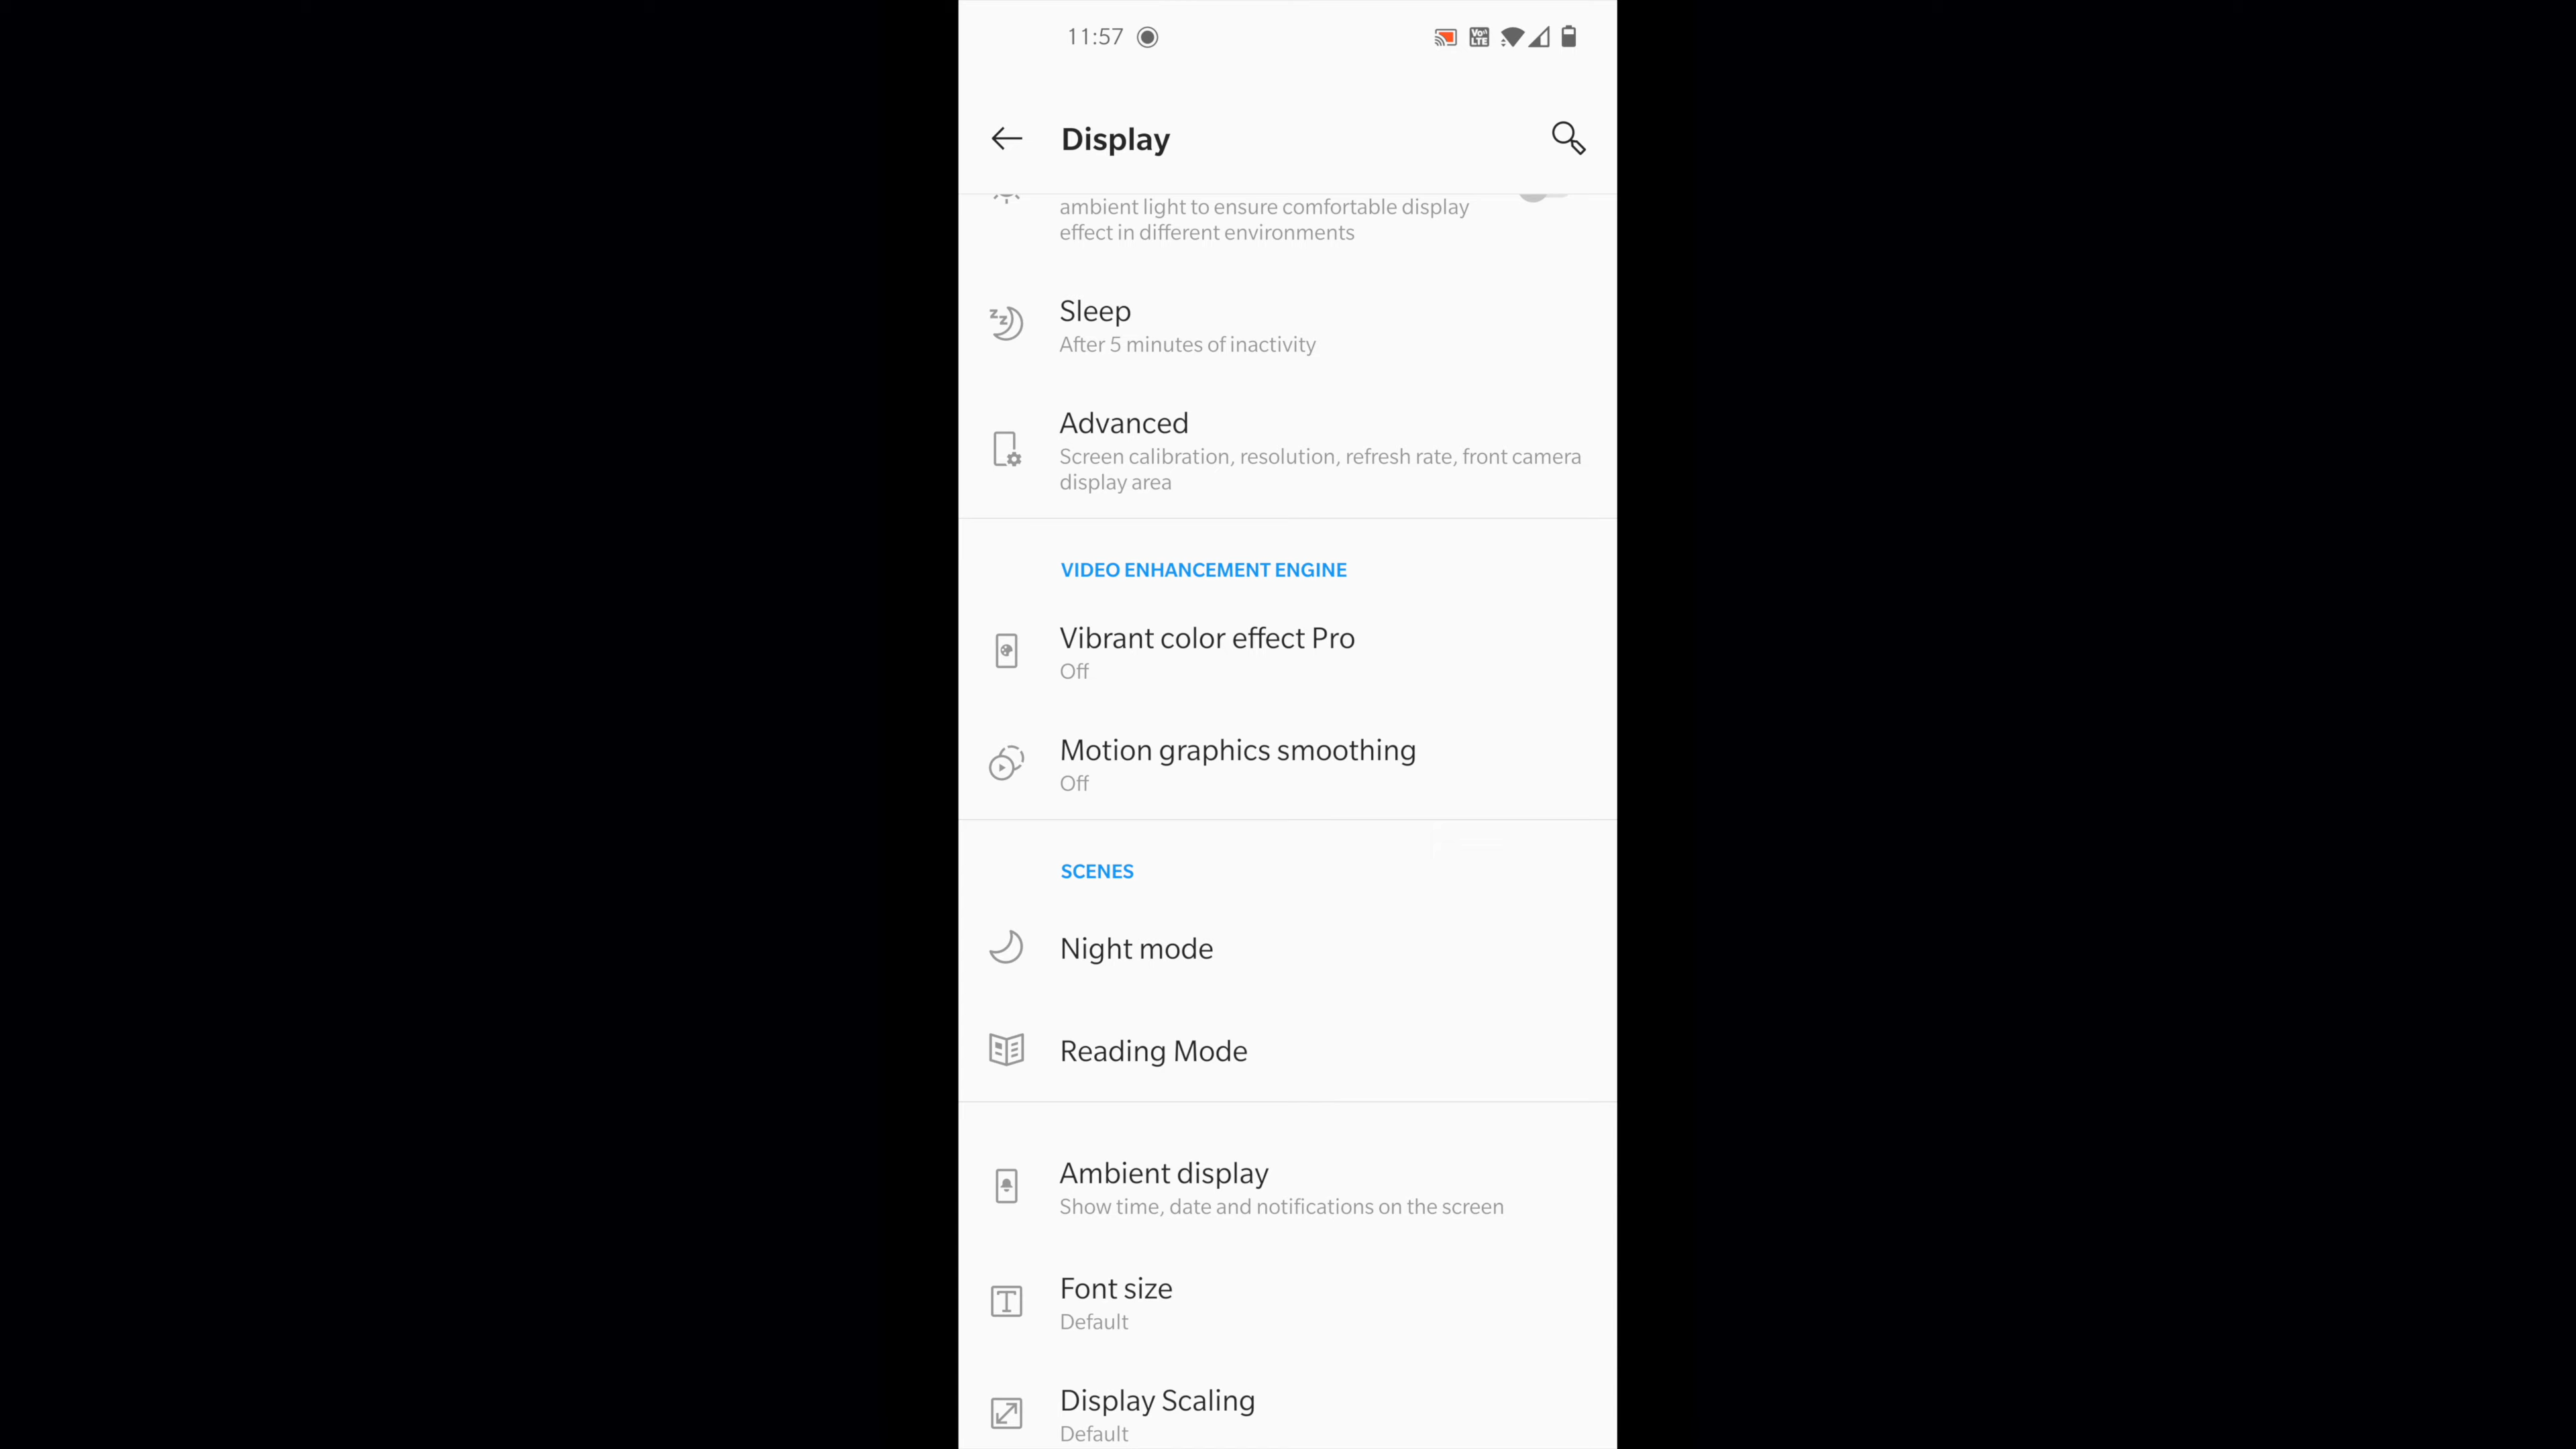 11:57
Vo LTE
Display
ambient light to ensure comfortable display
effect in different environments
Sleep
After 5 minutes of inactivity
Advanced
Screen calibration, resolution, refresh rate, front camera
display area
VIDEO ENHANCEMENT ENGINE
Vibrant color effect Pro
Off
Motion graphics smoothing
Off
SCENES
Night mode
Reading Mode
Ambient display
Show time, date and notifications on the screen
Font size
Default
Display Scaling
Default